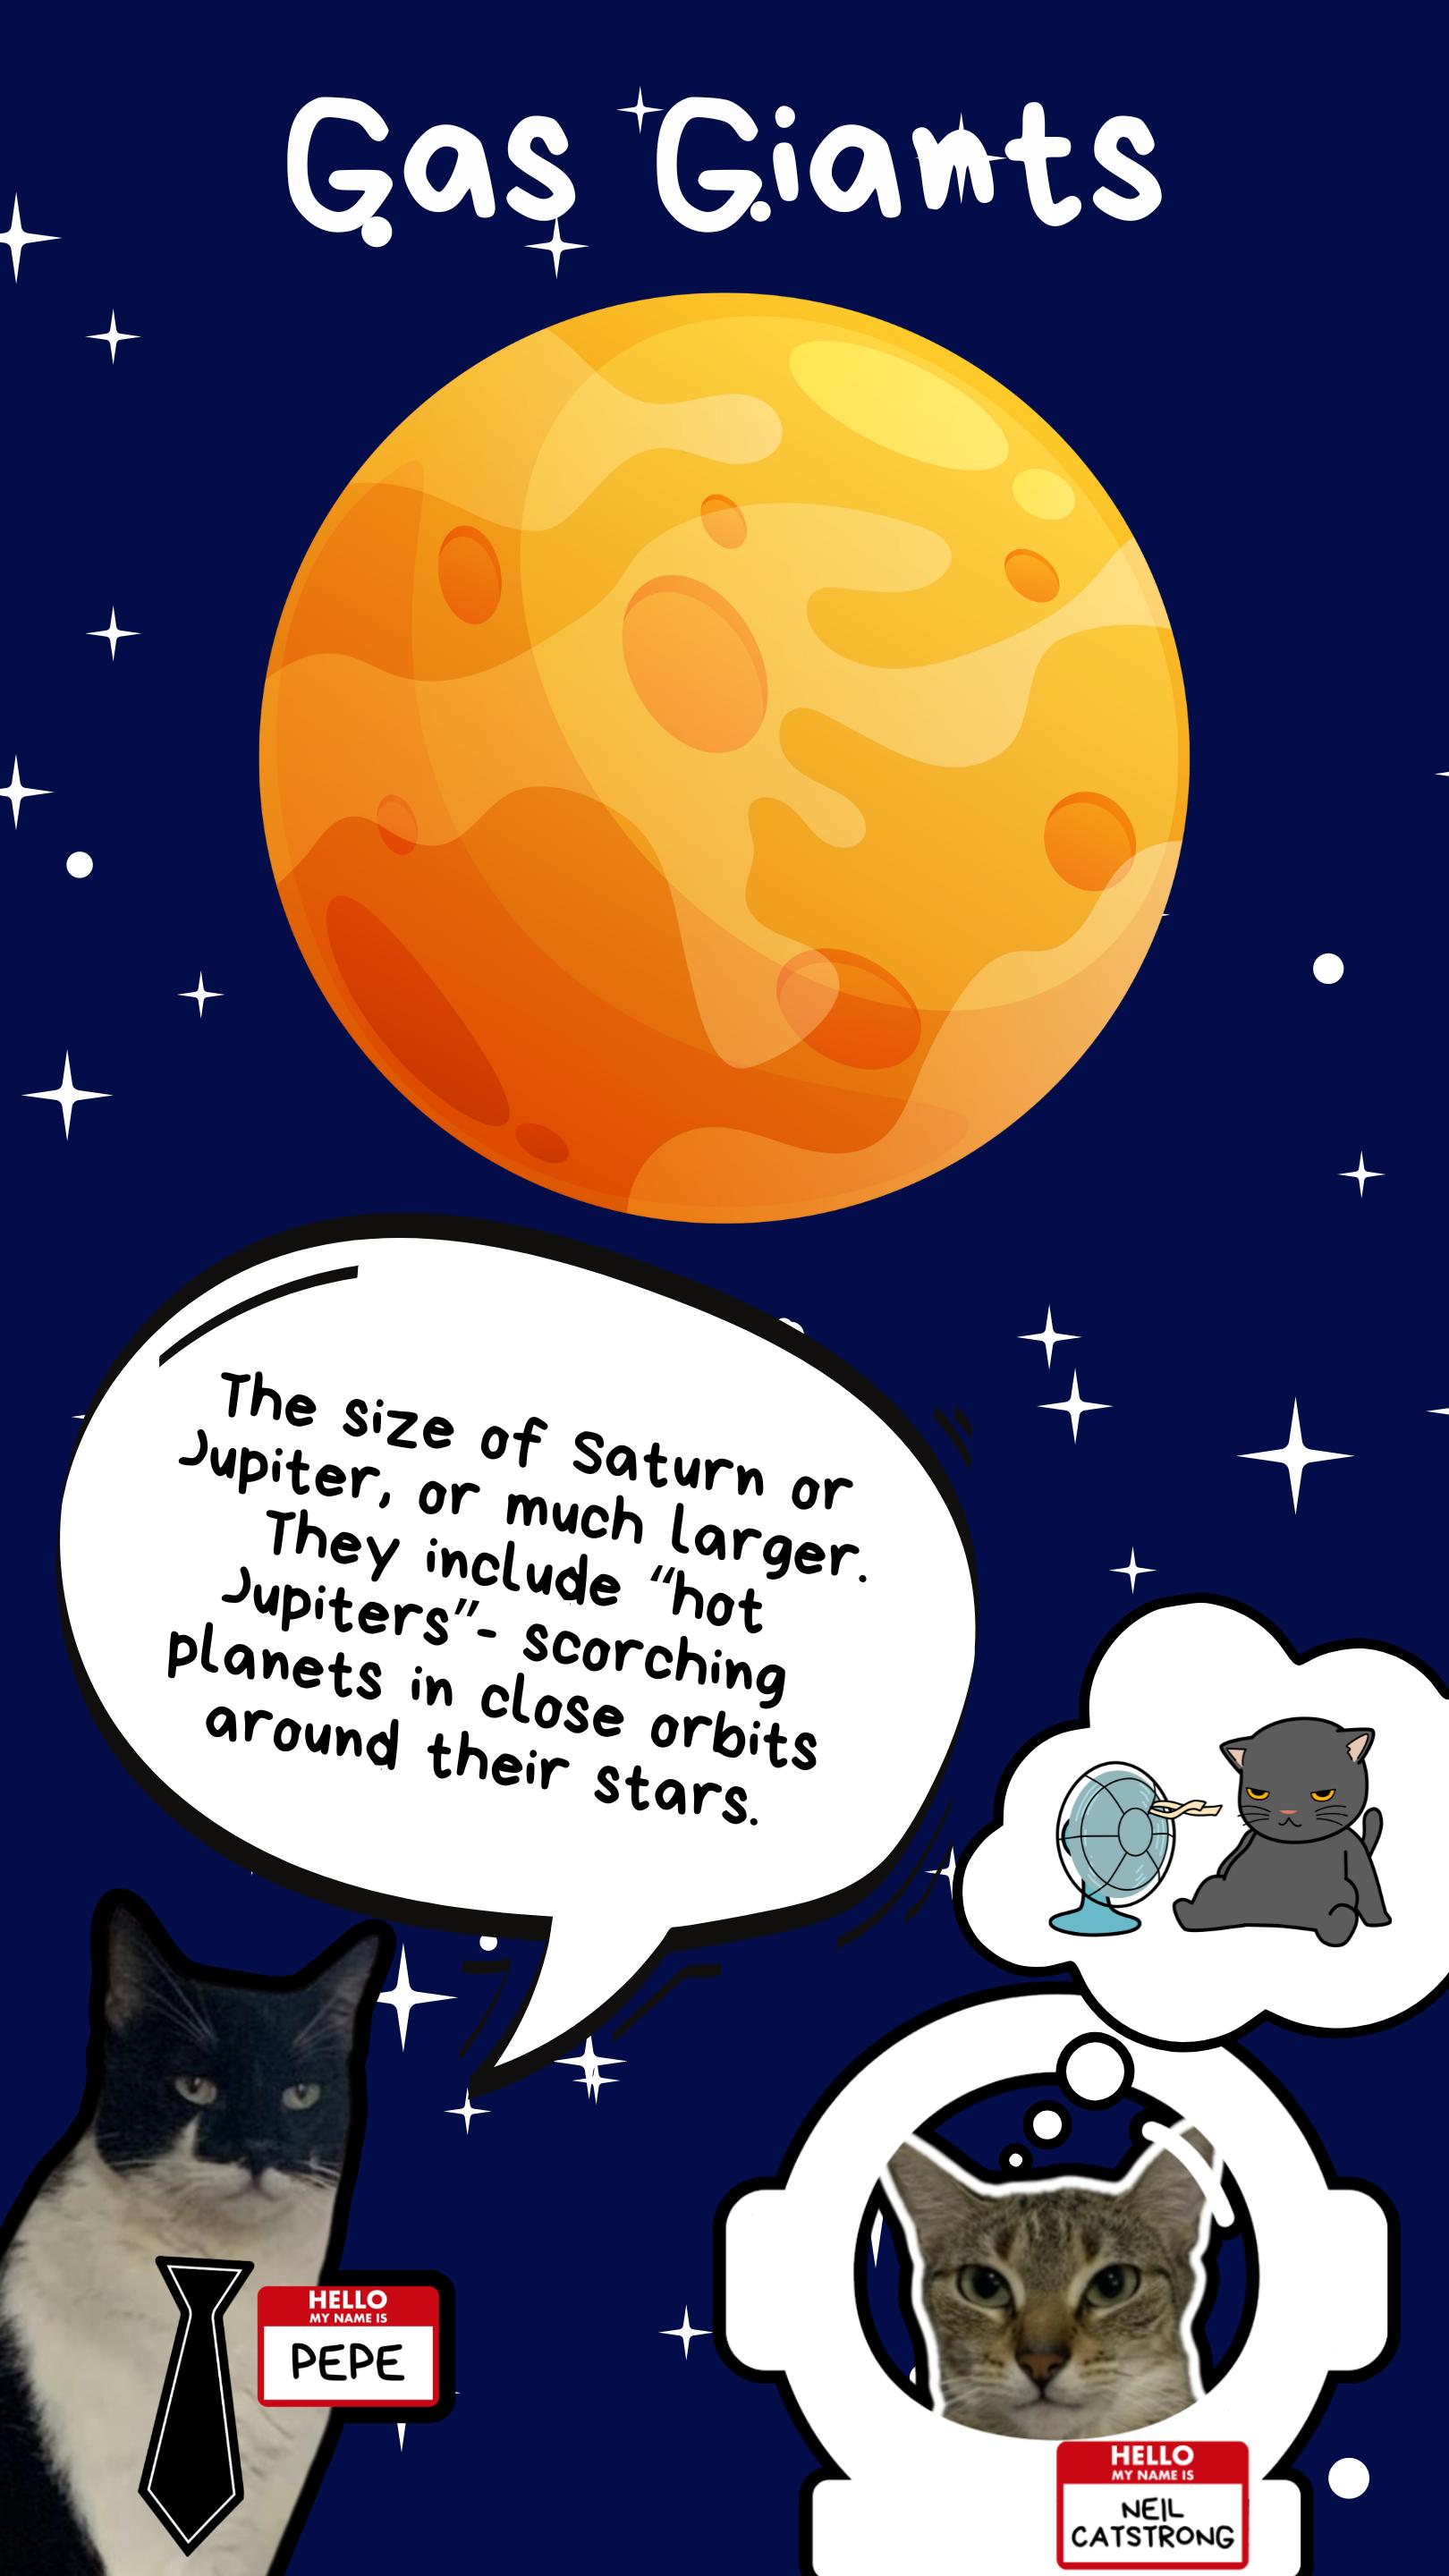 Gas Giants
The size of Saturn or
Jupiter, or much larger.
They include “hot
Jupiters”- scorching
planets in close orbits
around their stars.
HELLO
MY NAME IS
PEPE
HELLO
MY NAME IS
NEIL
CATSTRONG